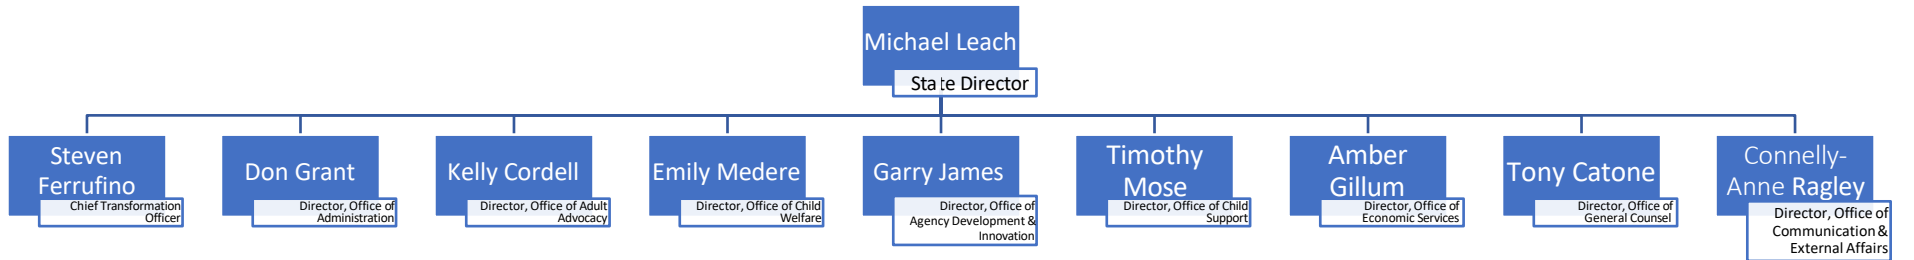 Michael Leach
State Director
Steven
Ferrufino
Chief Transformation
Officer
Don Grant
Director, Office of
Administration
Kelly Cordell
Director, Office of Adult
Advocacy
Emily Medere
Director, Office of Child
Welfare
Garry James
Director, Office of
Agency Development &
Innovation
Timothy
Mose
Director, Office of Child
Support
Amber
Gillum
Director, Office of
Economic Services
Tony Catone
Director, Office of
General Counsel
Connelly-
Anne Ragley
Director, Office of
Communication &
External Affairs